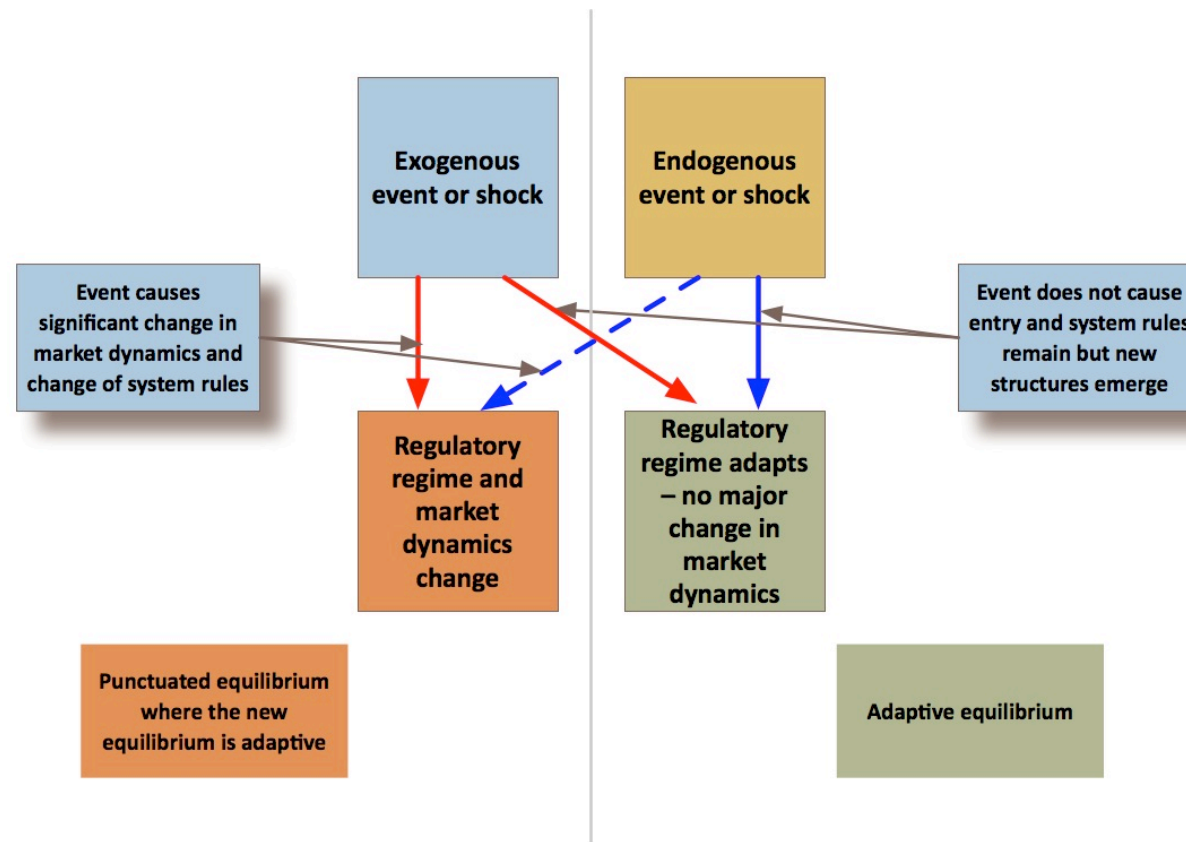 Exogenous
event or shock
Endogenous
event or shock
Event causes
significant change in
market dynamics and
change of system rules
Event does not cause
entry and system rules
remain but new
structures emerge
Regulatory
regime and
market
dynamics
change
Regulatory
regime adapts
– no major
change in
market
dynamics
Punctuated equilibrium
where the new
equilibrium is adaptive
Adaptive equilibrium